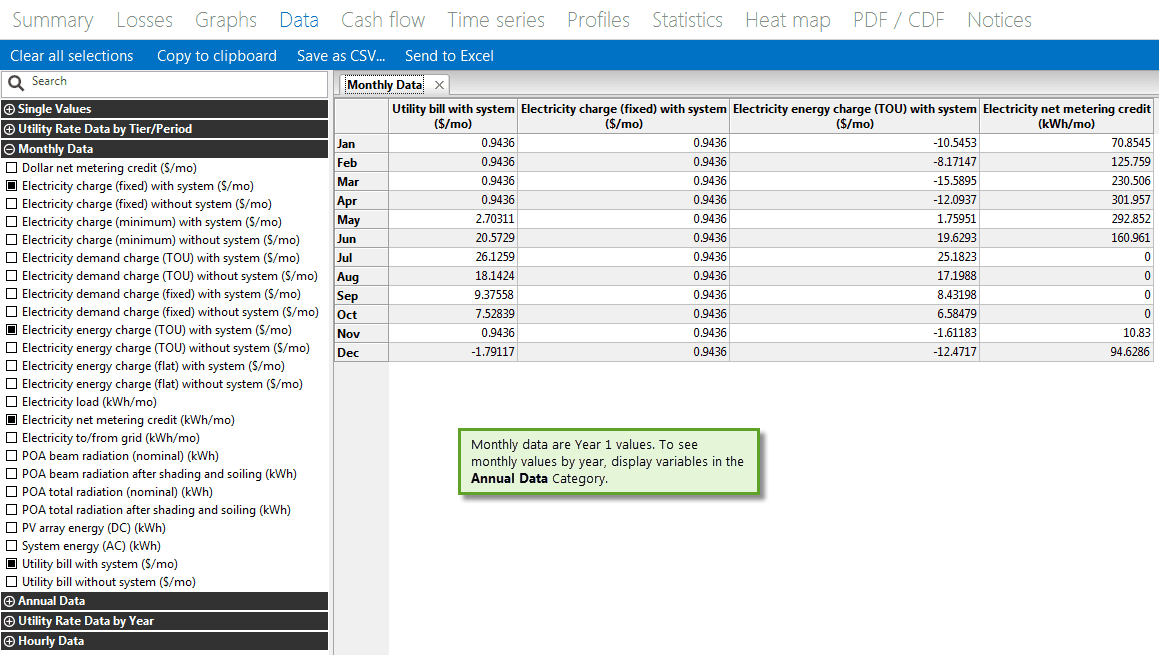 Summary Losses Graphs Data Cash flow Time series Profiles Statistics Heat map PDF / CDF Notices
Clear all selections Copy to clipboard Save as CSV... Send to Excel
Search
Single Values
Utility Rate Data by Tier/Period
Monthly Data
Dollar net metering credit ($/mo)
Electricity charge (fixed) with system ($/mo)
Electricity charge (fixed) without system ($/mo)
Electricity charge (minimum) with system ($/mo)
Electricity charge (minimum) without system ($/mo)
Electricity demand charge (TOU) with system ($/mo)
Electricity demand charge (TOU) without system ($/mo)
Electricity demand charge (fixed) with system ($/mo)
Electricity demand charge (fixed) without system ($/mo)
Electricity energy charge (TOU) with system ($/mo)
Electricity energy charge (TOU) without system ($/mo)
Electricity energy charge (flat) with system ($/mo)
Electricity energy charge (flat) without system ($/mo)
Electricity load (kWh/mo)
Electricity net metering credit (kWh/mo)
Electricity to/from grid (kWh/mo)
POA beam radiation (nominal) (kWh)
POA beam radiation after shading and soiling (kWh)
POA total radiation (nominal) (kWh)
POA total radiation after shading and soiling (kWh)
PV array energy (DC) (kWh)
System energy (AC) (kWh)
Utility bill with system ($/mo)
Utility bill without system ($/mo)
Annual Data
Utility Rate Data by Year
Hourly Data
Monthly Data
Utility bill with system Electricity charge (fixed) with system Electricity energy charge (TOU) with system Electricity net metering credit
($/mo) ($/mo) ($/mo) (kWh/mo)
Jan 0.9436 0.9436 -10.5453 70.8545
Feb 0.9436 0.9436 -8.17147 125.759
Mar 0.9436 0.9436 -15.5895 230.506
Apr 0.9436 0.9436 -12.0937 301.957
May 2.70311 0.9436 1.75951 292.852
Jun 20.5729 0.9436 19.6293 160.961
Jul 26.1259 0.9436 25.1823 0
Aug 18.1424 0.9436 17.1988 0
Sep 9.37558 0.9436 8.43198 0
Oct 7.52839 0.9436 6.58479 0
Nov 0.9436 0.9436 -1.61183 10.83
Dec -1.79117 0.9436 -12.4717 94.6286
Monthly data are Year 1 values. To see
monthly values by year, display variables in the
Annual Data Category.